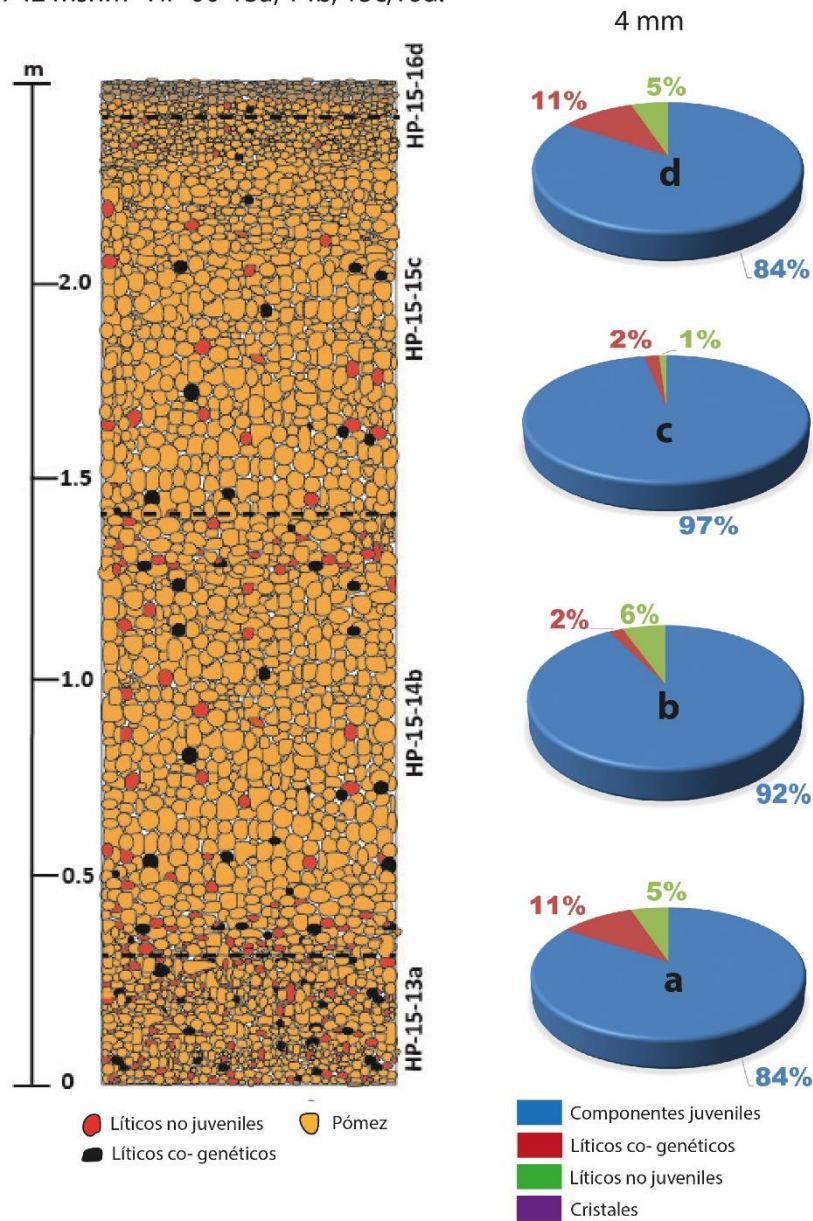 4 mm
m
2.0
1.5
1.0
0.5
0
HP-15-16d
HP-15-15c
HP-15-14b
HP-15-13a
5%
11%
d
84%
2%
1%
c
97%
2%
6%
b
92%
5%
11%
a
84%
Líticos no juveniles
Pómez
Líticos co- genéticos
Componentes juveniles
Líticos co- genéticos
Líticos no juveniles
Cristales